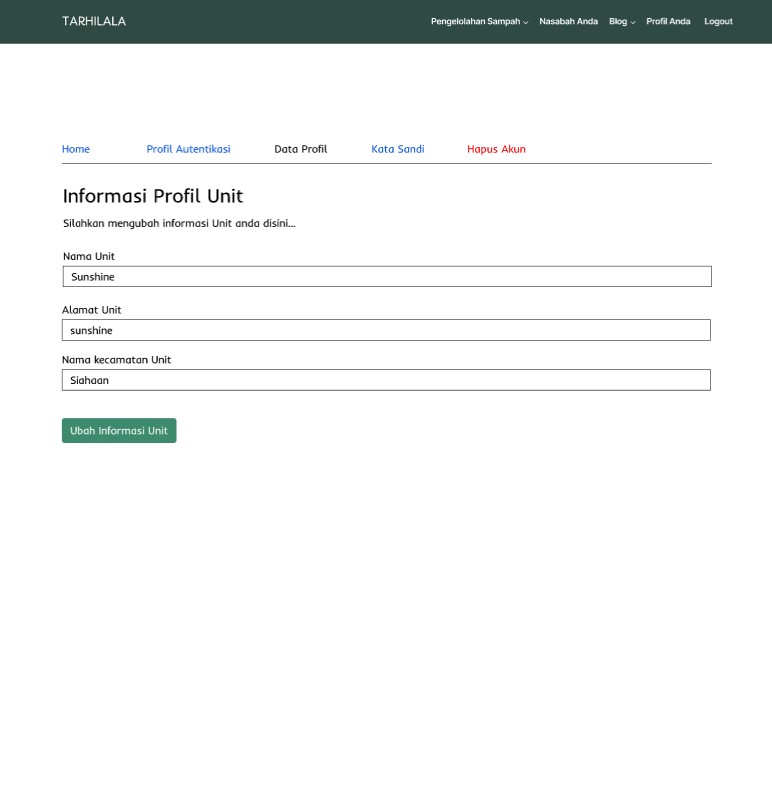 TARHILALA Pengelolahan Sampah Nasabah Anda Blog Profil Anda Logout
Home Profil Autentikasi Data Profil Kata Sandi Hapus Akun
Informasi Profil Unit
Silahkan mengubah informasi Unit anda disini...
Nama Unit
Sunshine
Alamat Unit
sunshine
Nama kecamatan Unit
Siahaan
Ubah Informasi Unit